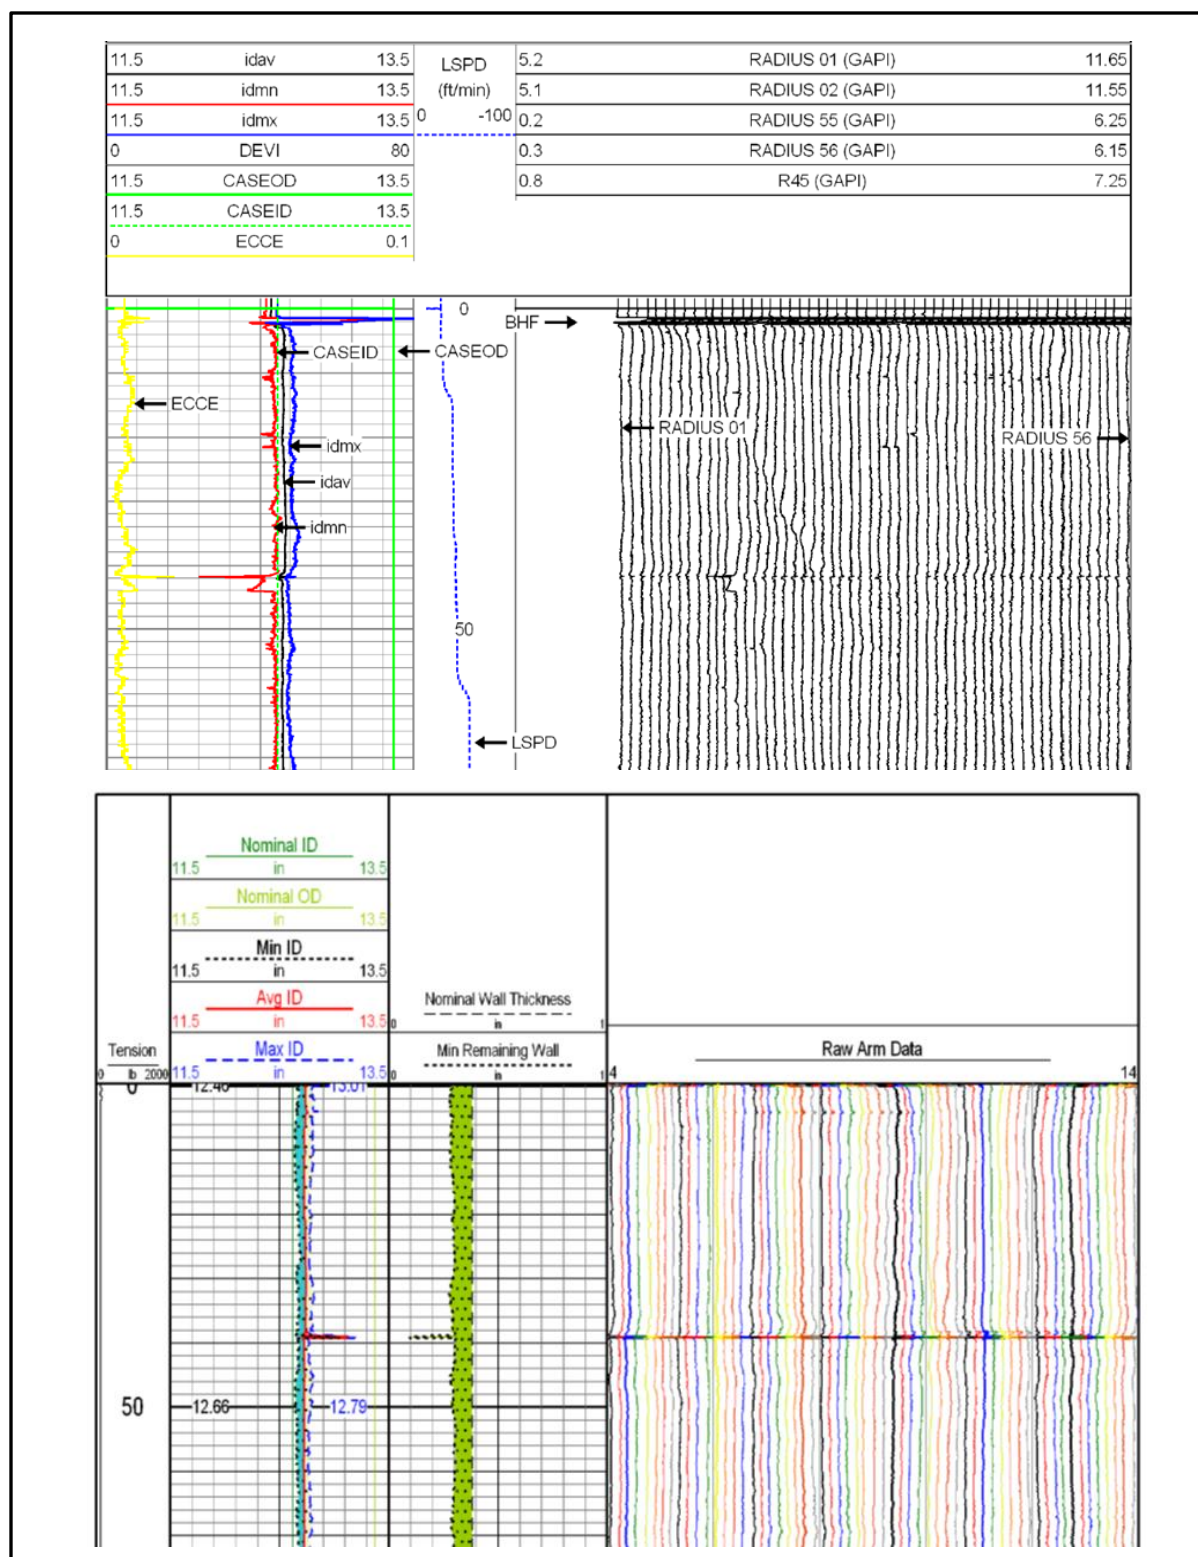 11.5 idav 13.5
11.5 idmn 13.5
11.5 idmx 13.5
0 DEVI 80
11.5 CASEOD 13.5
11.5 CASEID 13.5
0 ECCE 0.1
LSPD
(ft/min)
0 -100
5.2 RADIUS 01 (GAPI) 11.65
5.1 RADIUS 02 (GAPI) 11.55
0.2 RADIUS 55 (GAPI) 6.25
0.3 RADIUS 56 (GAPI) 6.15
0.8 R45 (GAPI) 7.25
0
BHF
CASEID
CASEOD
ECCE
RADIUS 01
RADIUS 56
idmx
idav
idmn
50
LSPD
Nominal ID
11.5 in 13.5
Nominal OD
11.5 in 13.5
Min ID
11.5 in 13.5
Avg ID
11.5 in 13.5
Max ID
11.5 in 13.5
Tension
0 lb 2000
Nominal Wall Thickness
0 in 1
Min Remaining Wall
0 in 1
Raw Arm Data
4 14
0
12.46 13.01
50
12.66 12.79